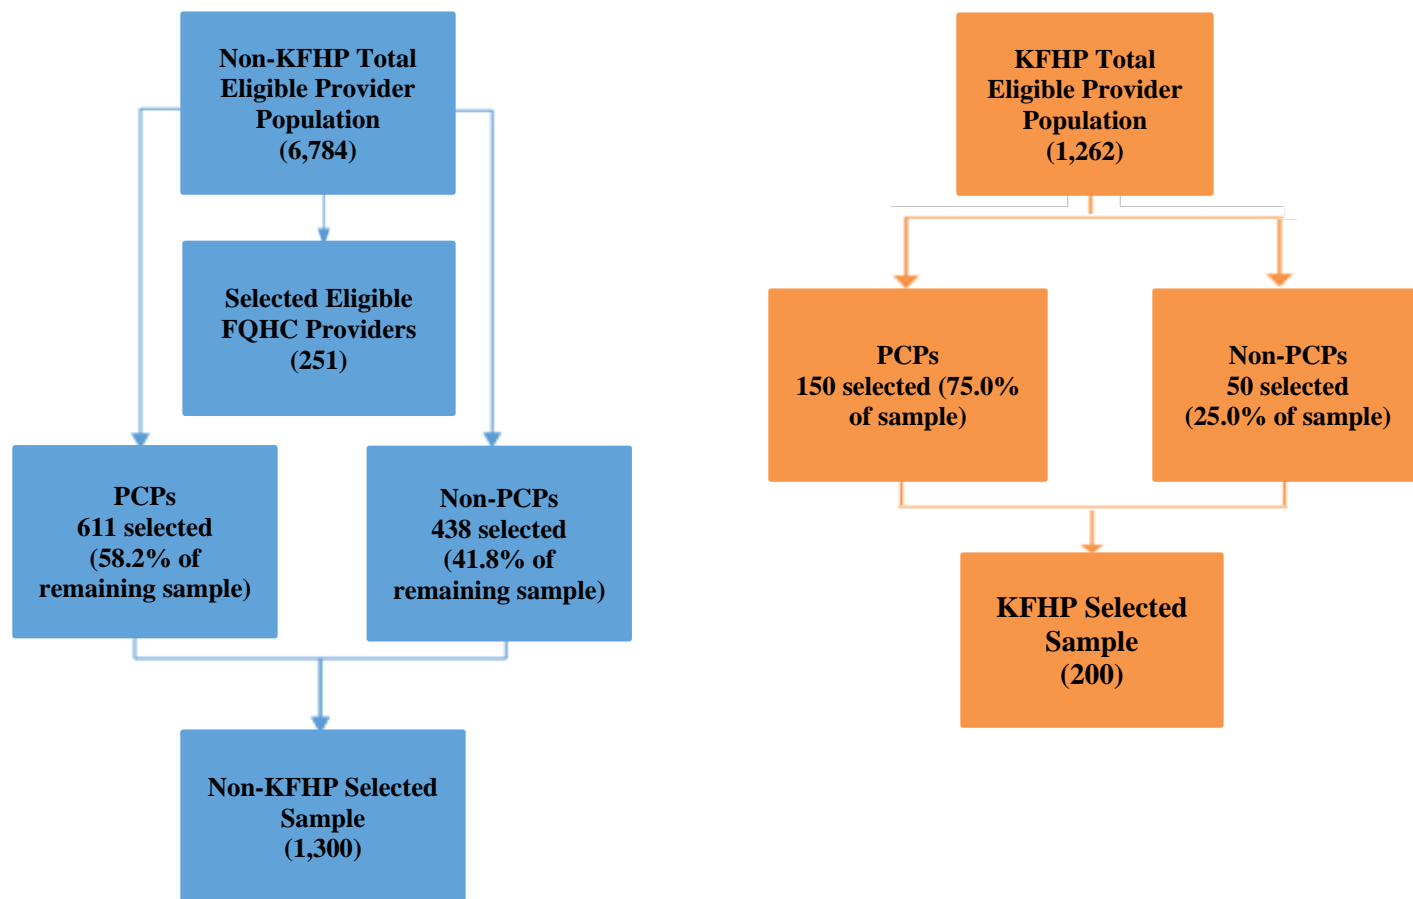 Non-KFHP Total
Eligible Provider
Population
(6,784)
Selected Eligible
FQHC Providers
(251)
PCPs
611 selected
(58.2% of
remaining sample)
Non-PCPs
438 selected
(41.8% of
remaining sample)
Non-KFHP Selected
Sample
(1,300)
KFHP Total
Eligible Provider
Population
(1,262)
PCPs
150 selected (75.0%
of sample)
Non-PCPs
50 selected
(25.0% of sample)
KFHP Selected
Sample
(200)